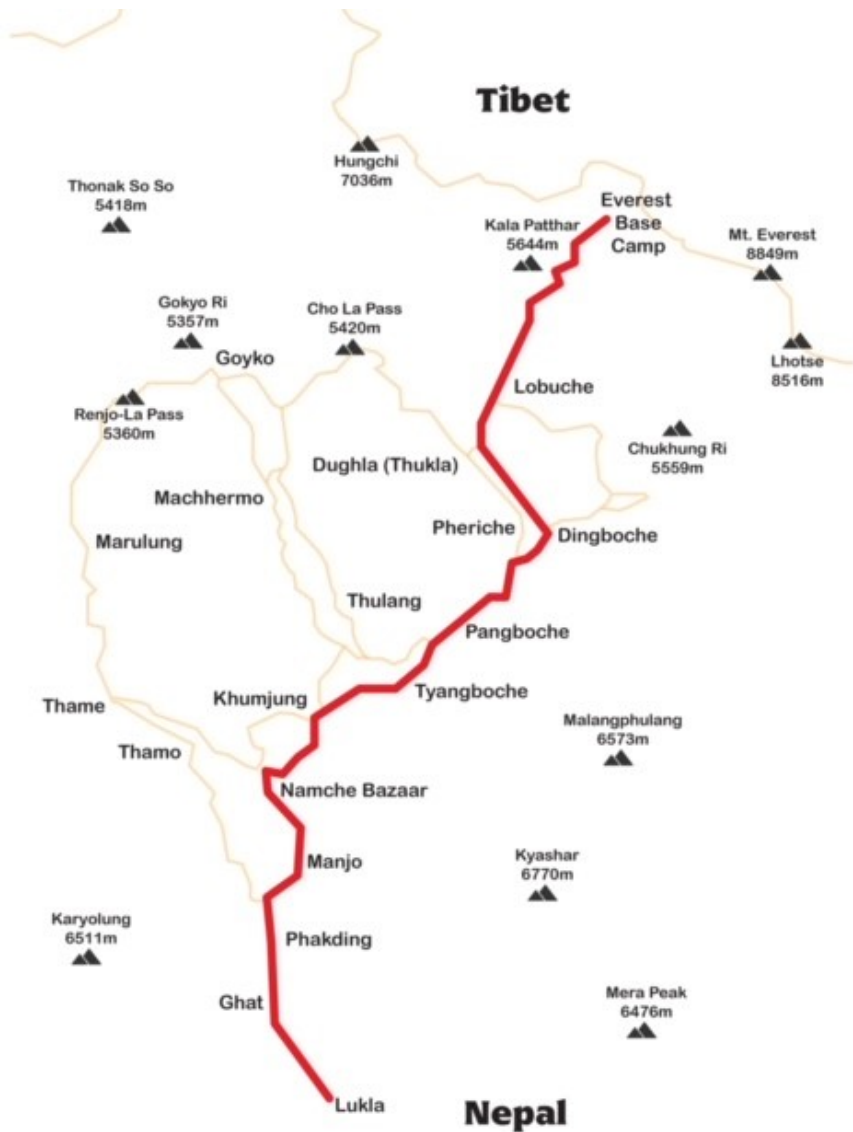 Tibet
Hungchi
7036m
Thonak So So
5418m
Everest
Base
Camp
Kala Patthar
5644m
Mt. Everest
8849m
Gokyo Ri
5357m
Cho La Pass
5420m
Goyko
Lhotse
8516m
Lobuche
Renjo-La Pass
5360m
Chukhung Ri
5559m
Dughla (Thukla)
Machhermo
Pheriche
Dingboche
Marulung
Thulang
Pangboche
Khumjung
Tyangboche
Thame
Malangphulang
6573m
Thamo
Namche Bazaar
Manjo
Kyashar
6770m
Karyolung
6511m
Phakding
Ghat
Mera Peak
6476m
Lukla
Nepal